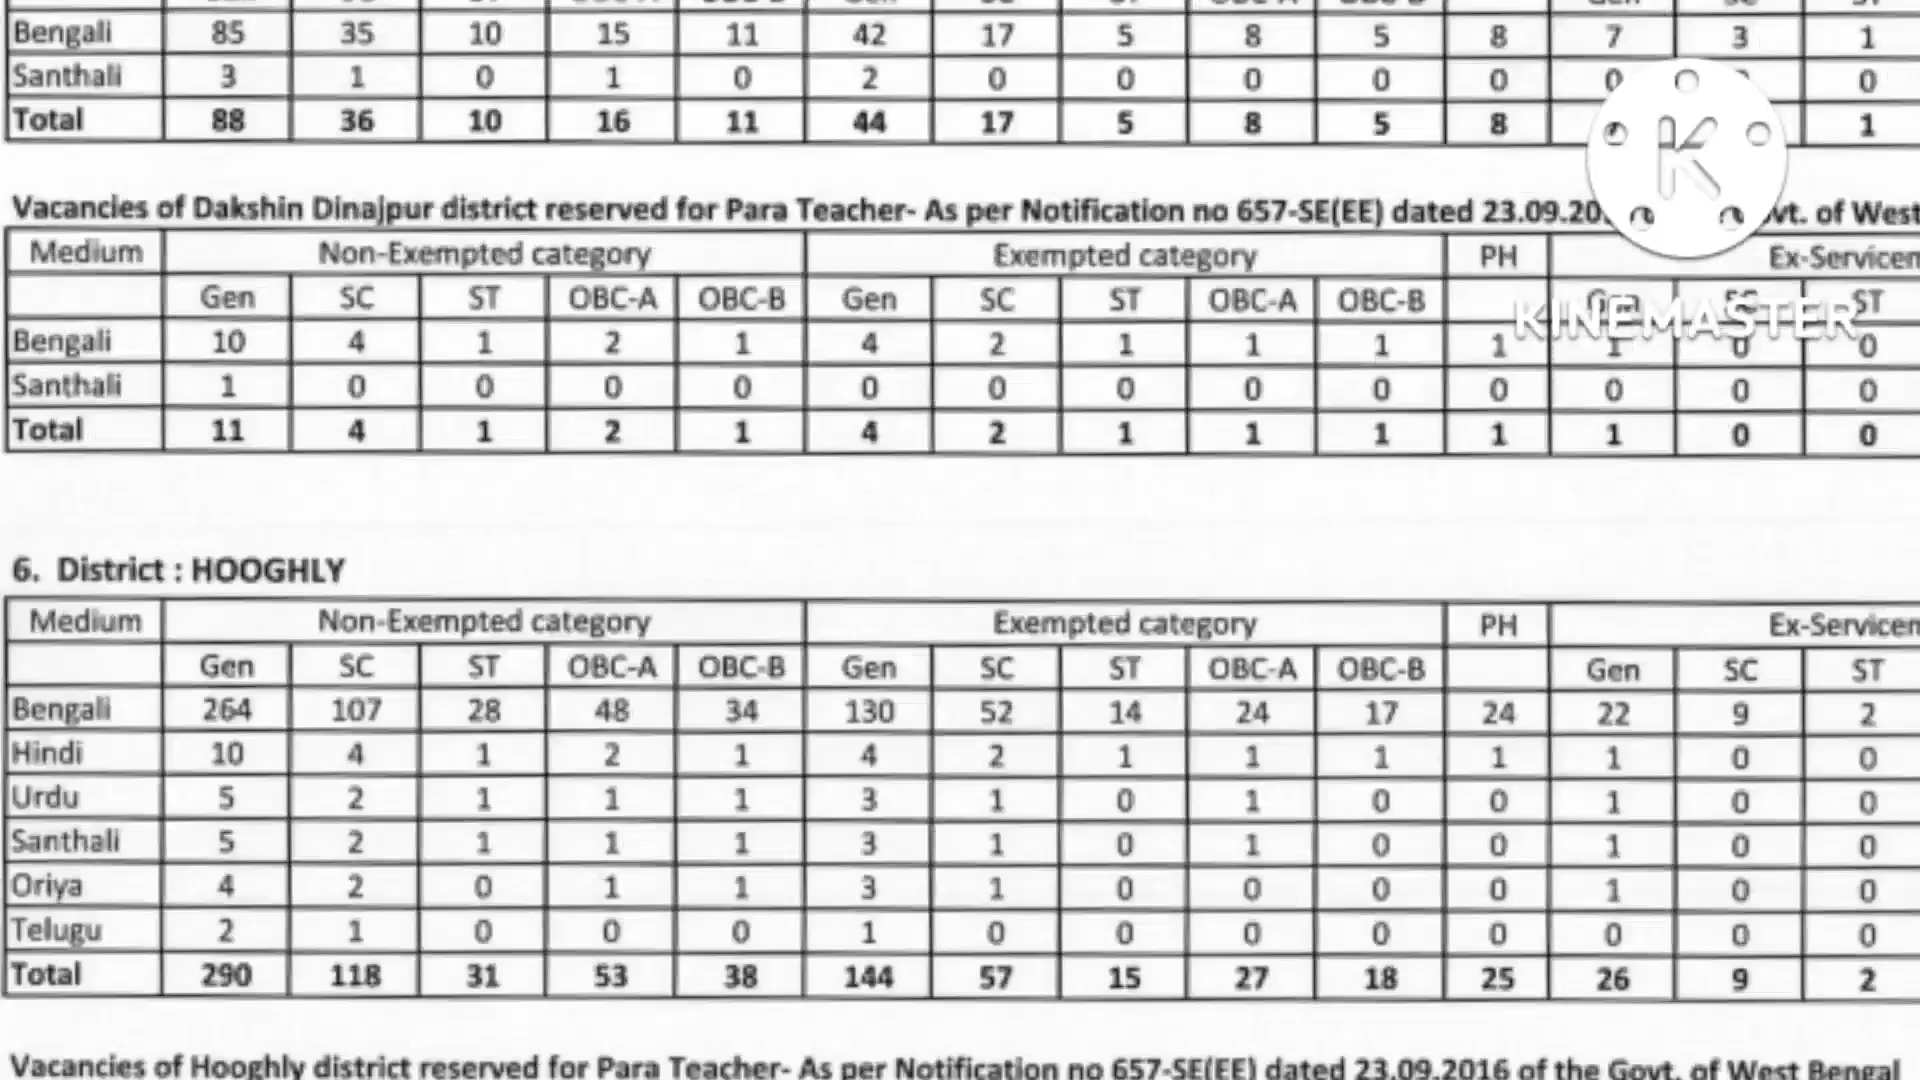 Bengali 85 35 10 15 11 42 17 5 8 5 8 7 3 1
Santhali 3 1 0 1 0 2 0 0 0 0 0 0 0
Total 88 36 10 16 11 44 17 5 8 5 8 1
Vacancies of Dakshin Dinajpur district reserved for Para Teacher- As per Notification no 657-SE(EE) dated 23.09.20 vt. of West
Medium Non-Exempted category Exempted category PH Ex-Servicem
Gen SC ST OBC-A OBC-B Gen SC ST OBC-A OBC-B Gen SC ST
KINEMASTER
Bengali 10 4 1 2 1 4 2 1 1 1 1 1 0 0
Santhali 1 0 0 0 0 0 0 0 0 0 0 0 0 0
Total 11 4 1 2 1 4 2 1 1 1 1 1 0 0
6. District : HOOGHLY
Medium Non-Exempted category Exempted category PH Ex-Servicem
Gen SC ST OBC-A OBC-B Gen SC ST OBC-A OBC-B Gen SC ST
Bengali 264 107 28 48 34 130 52 14 24 17 24 22 9 2
Hindi 10 4 1 2 1 4 2 1 1 1 1 1 0 0
Urdu 5 2 1 1 1 3 1 0 1 0 0 1 0 0
Santhali 5 2 1 1 1 3 1 0 1 0 0 1 0 0
Oriya 4 2 0 1 1 3 1 0 0 0 0 1 0 0
Telugu 2 1 0 0 0 1 0 0 0 0 0 0 0 0
Total 290 118 31 53 38 144 57 15 27 18 25 26 9 2
Vacancies of Hooghly district reserved for Para Teacher- As per Notification no 657-SE(EE) dated 23.09.2016 of the Govt. of West Bengal